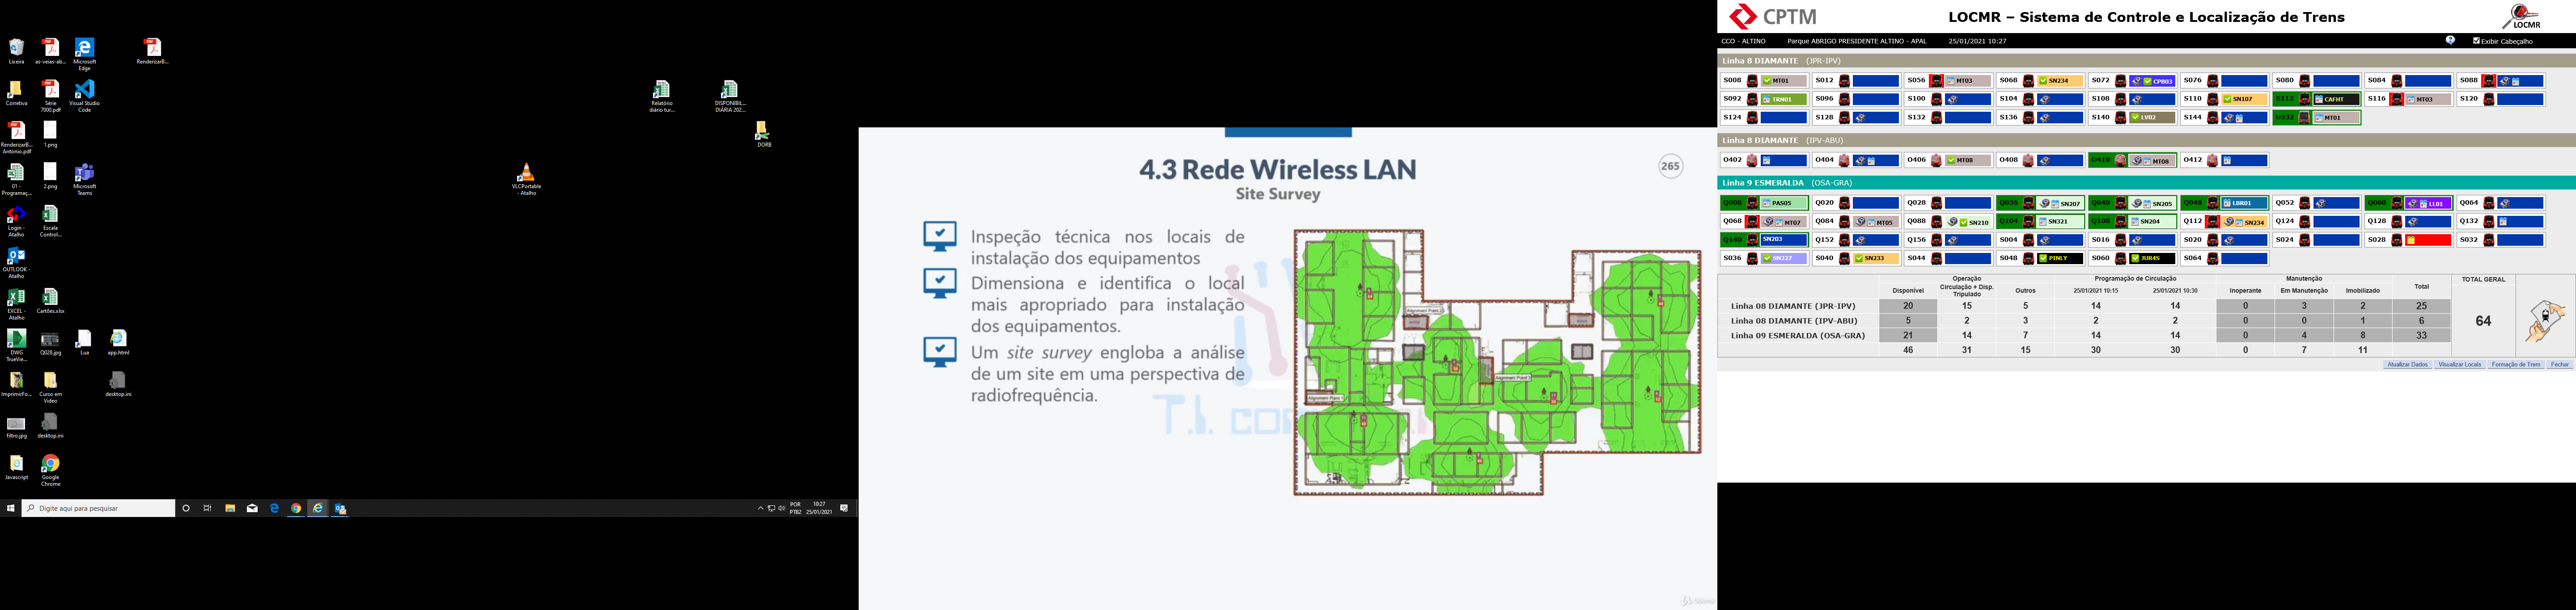 Lixeira
as-veias-ab...
Microsoft
Edge
RenderizarB...
Corretiva
Série
7000.pdf
Visual Studio
Code
Relatório
diário tur...
DISPONIBIL...
DIÁRIA 202...
RenderizarB...
Antonio.pdf
1.png
DORB
01 -
Programaç...
2.png
Microsoft
Teams
VLCPortable
- Atalho
Login -
Atalho
Escala
Control...
OUTLOOK -
Atalho
EXCEL -
Atalho
Cartões.xlsx
DWG
TrueVie...
Q028.jpg
Lua
app.html
ImprimirFo...
Curso em
Vídeo
desktop.ini
filtro.jpg
desktop.ini
Javascript
Google
Chrome
Digite aqui para pesquisar
POR
PTB2
10:27
25/01/2021
4.3 Rede Wireless LAN
265
Site Survey
Inspeção técnica nos locais de
instalação dos equipamentos
Dimensiona e identifica o local
mais apropriado para instalação
dos equipamentos.
Um site survey engloba a análise
de um site em uma perspectiva de
radiofrequência.
CPTM
LOCMR – Sistema de Controle e Localização de Trens
LOCMR
CCO - ALTINO Parque ABRIGO PRESIDENTE ALTINO - APAL 25/01/2021 10:27 Exibir Cabeçalho
Linha 8 DIAMANTE (JPR-IPV)
S008 MT01 S012 S056 MT03 S068 SN234 S072 CPB03 S076 S080 S084 S088
S092 TRN01 S096 S100 S104 S108 S110 SN107 S112 CAFHT S116 MT03 S120
S124 S128 S132 S136 S140 LV02 S144 U532 MT01
Linha 8 DIAMANTE (IPV-ABU)
O402 O404 O406 MT08 O408 O410 MT08 O412
Linha 9 ESMERALDA (OSA-GRA)
Q008 PAS05 Q020 Q028 Q036 SN207 Q040 SN205 Q048 LBR01 Q052 Q060 LL01 Q064
Q068 MT07 Q084 MT05 Q088 SN210 Q104 SN321 Q108 SN204 Q112 SN234 Q124 Q128 Q132
Q140 SN203 Q152 Q156 S004 S016 S020 S024 S028 S032
S036 SN227 S040 SN233 S044 S048 PINLY S060 JUR4S S064
Operação Programação de Circulação Manutenção TOTAL GERAL
Disponível Circulação + Disp. Tripulado Outros 25/01/2021 10:15 25/01/2021 10:30 Inoperante Em Manutenção Imobilizado Total
Linha 08 DIAMANTE (JPR-IPV) 20 15 5 14 14 0 3 2 25
Linha 08 DIAMANTE (IPV-ABU) 5 2 3 2 2 0 0 1 6
Linha 09 ESMERALDA (OSA-GRA) 21 14 7 14 14 0 4 8 33
46 31 15 30 30 0 7 11
64
Atualizar Dados Visualizar Locais Formação de Trem Fechar